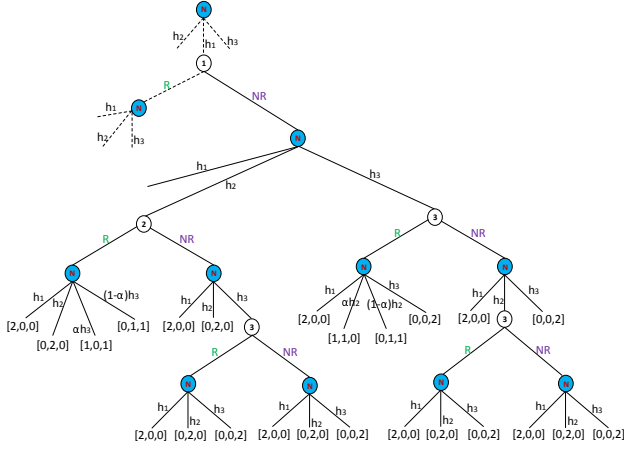 N
h₂ h₁ h₃
1
R NR
N
h₁ h₂ h₃
N
h₁ h₃
h₂
2 3
R NR R NR
N N N N
h₁ h₂ αh₃ (1-α)h₃ h₁ h₂ h₃ h₁ αh₂ (1-α)h₂ h₃ h₁ h₂ h₃
[2,0,0] [0,2,0] [1,0,1] [0,1,1] [2,0,0] [0,2,0] 3 [2,0,0] [1,1,0] [0,1,1] [0,0,2] [2,0,0] 3 [0,0,2]
R NR R NR
N N N N
h₁ h₂ h₃ h₁ h₂ h₃ h₁ h₂ h₃ h₁ h₂ h₃
[2,0,0] [0,2,0] [0,0,2] [2,0,0] [0,2,0] [0,0,2] [2,0,0] [0,2,0] [0,0,2] [2,0,0] [0,2,0] [0,0,2]